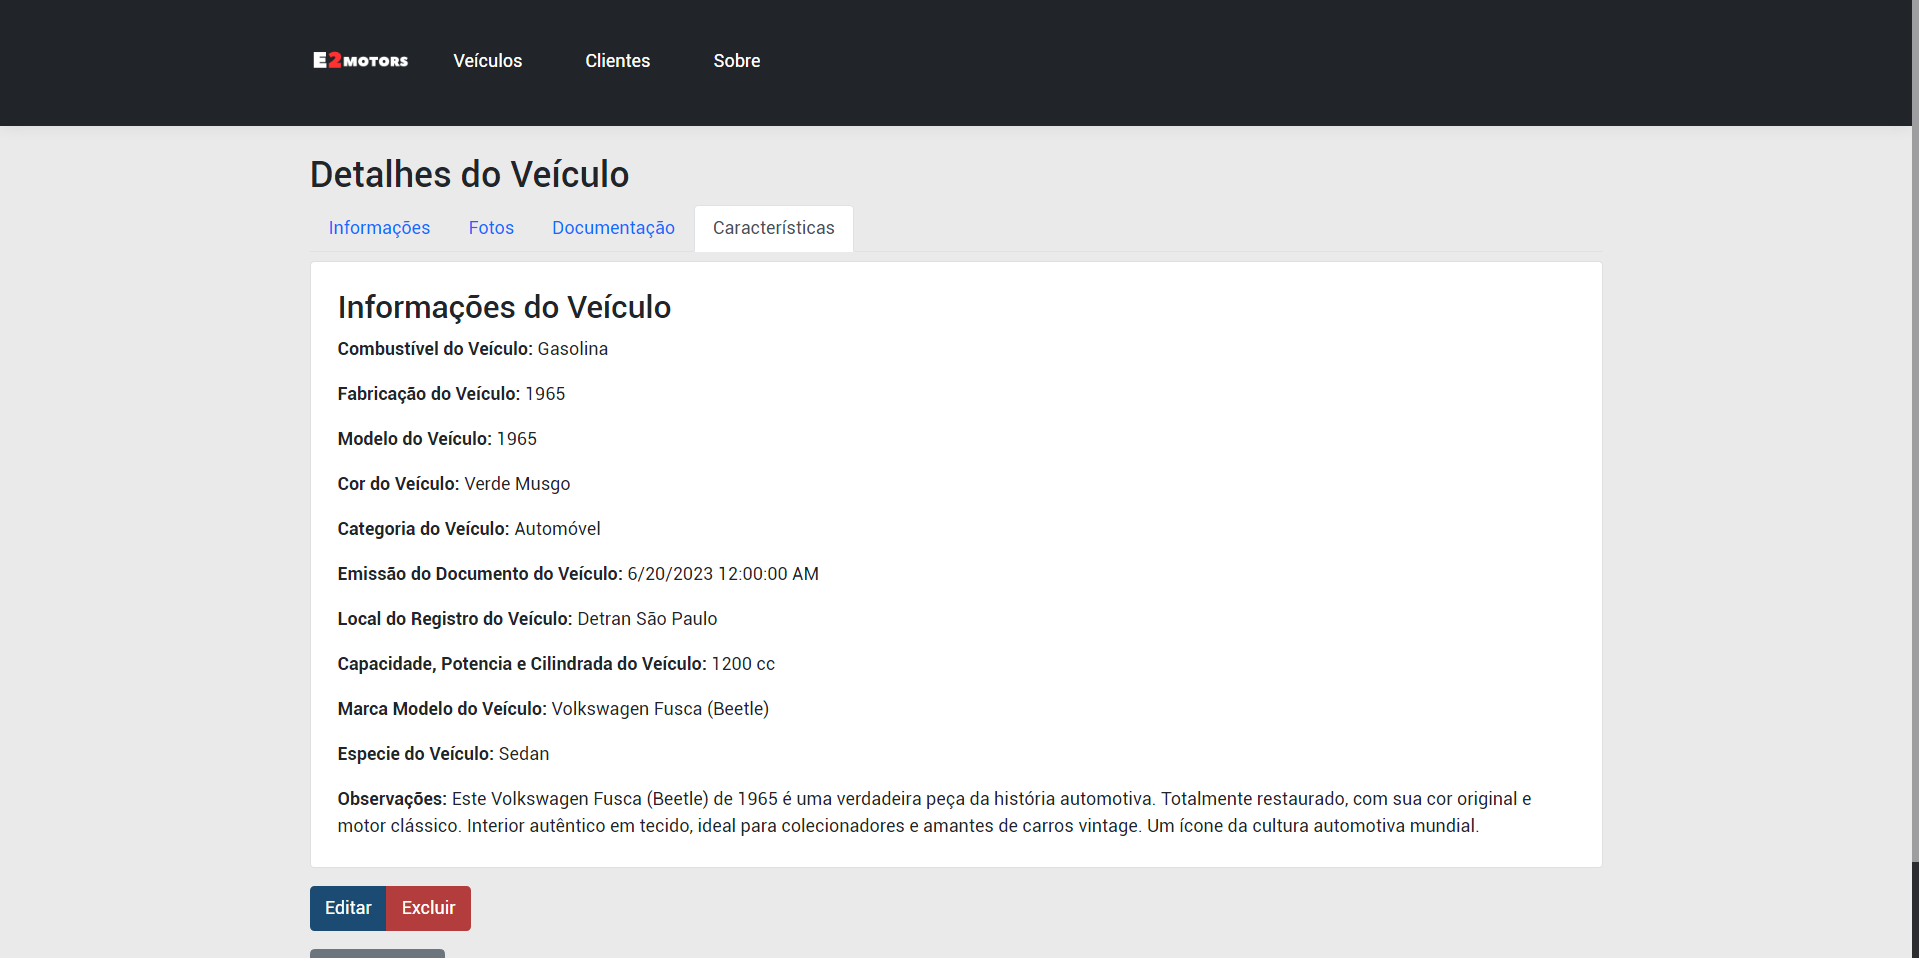 E2MOTORS Veículos Clientes Sobre
Detalhes do Veículo
Informações Fotos Documentação Características
Informações do Veículo
Combustível do Veículo: Gasolina
Fabricação do Veículo: 1965
Modelo do Veículo: 1965
Cor do Veículo: Verde Musgo
Categoria do Veículo: Automóvel
Emissão do Documento do Veículo: 6/20/2023 12:00:00 AM
Local do Registro do Veículo: Detran São Paulo
Capacidade, Potencia e Cilindrada do Veículo: 1200 cc
Marca Modelo do Veículo: Volkswagen Fusca (Beetle)
Especie do Veículo: Sedan
Observações: Este Volkswagen Fusca (Beetle) de 1965 é uma verdadeira peça da história automotiva. Totalmente restaurado, com sua cor original e
motor clássico. Interior autêntico em tecido, ideal para colecionadores e amantes de carros vintage. Um ícone da cultura automotiva mundial.
Editar Excluir